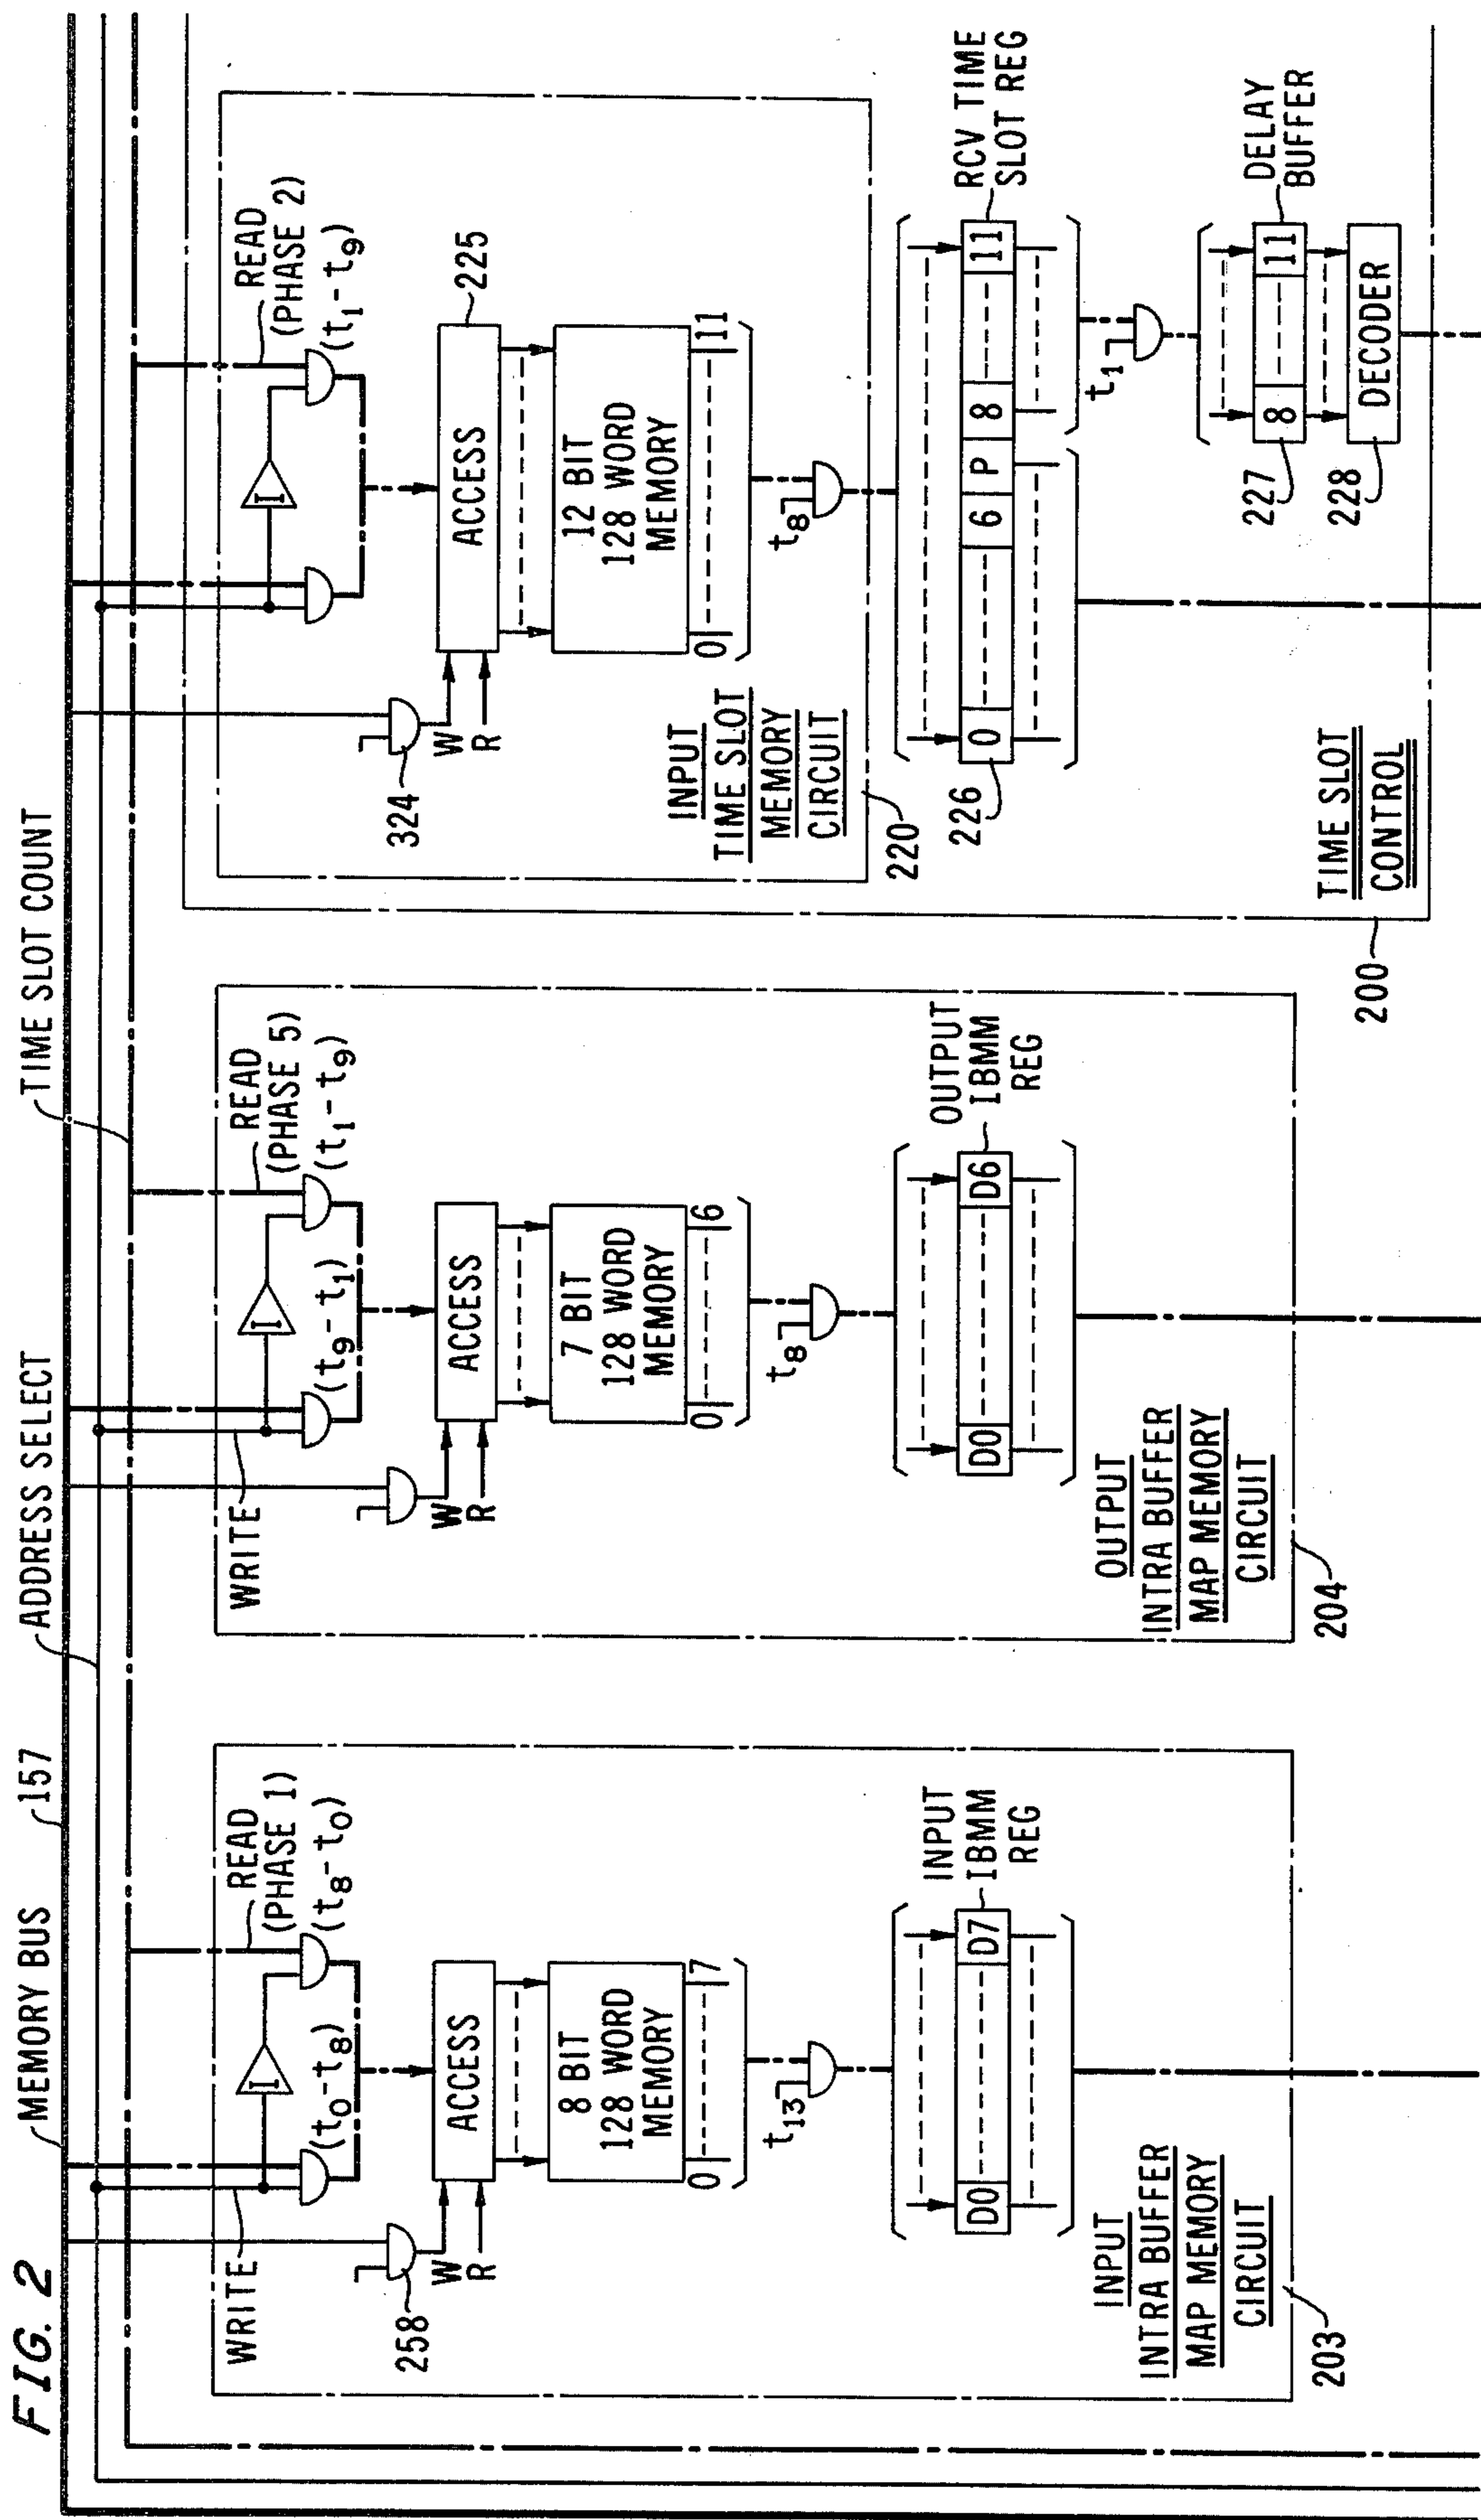 FIG. 2
MEMORY BUS
157
ADDRESS SELECT
TIME SLOT COUNT
WRITE
(t0-t8)
READ
(PHASE 1)
(t8-t0)
I
258
W
R
ACCESS
8 BIT
128 WORD
MEMORY
0
7
t13
INPUT
IBMM
REG
D0
D7
INPUT
INTRA BUFFER
MAP MEMORY
CIRCUIT
203
WRITE
(t9-t1)
READ
(PHASE 5)
(t1-t9)
I
W
R
ACCESS
7 BIT
128 WORD
MEMORY
0
6
t8
OUTPUT
IBMM
REG
D0
D6
OUTPUT
INTRA BUFFER
MAP MEMORY
CIRCUIT
204
READ
(PHASE 2)
(t1-t9)
I
324
W
R
ACCESS
225
12 BIT
128 WORD
MEMORY
0
11
t8
INPUT
TIME SLOT
MEMORY
CIRCUIT
220
RCV TIME
SLOT REG
0
6
P
8
11
226
t1
DELAY
BUFFER
8
11
227
DECODER
228
TIME SLOT
CONTROL
200